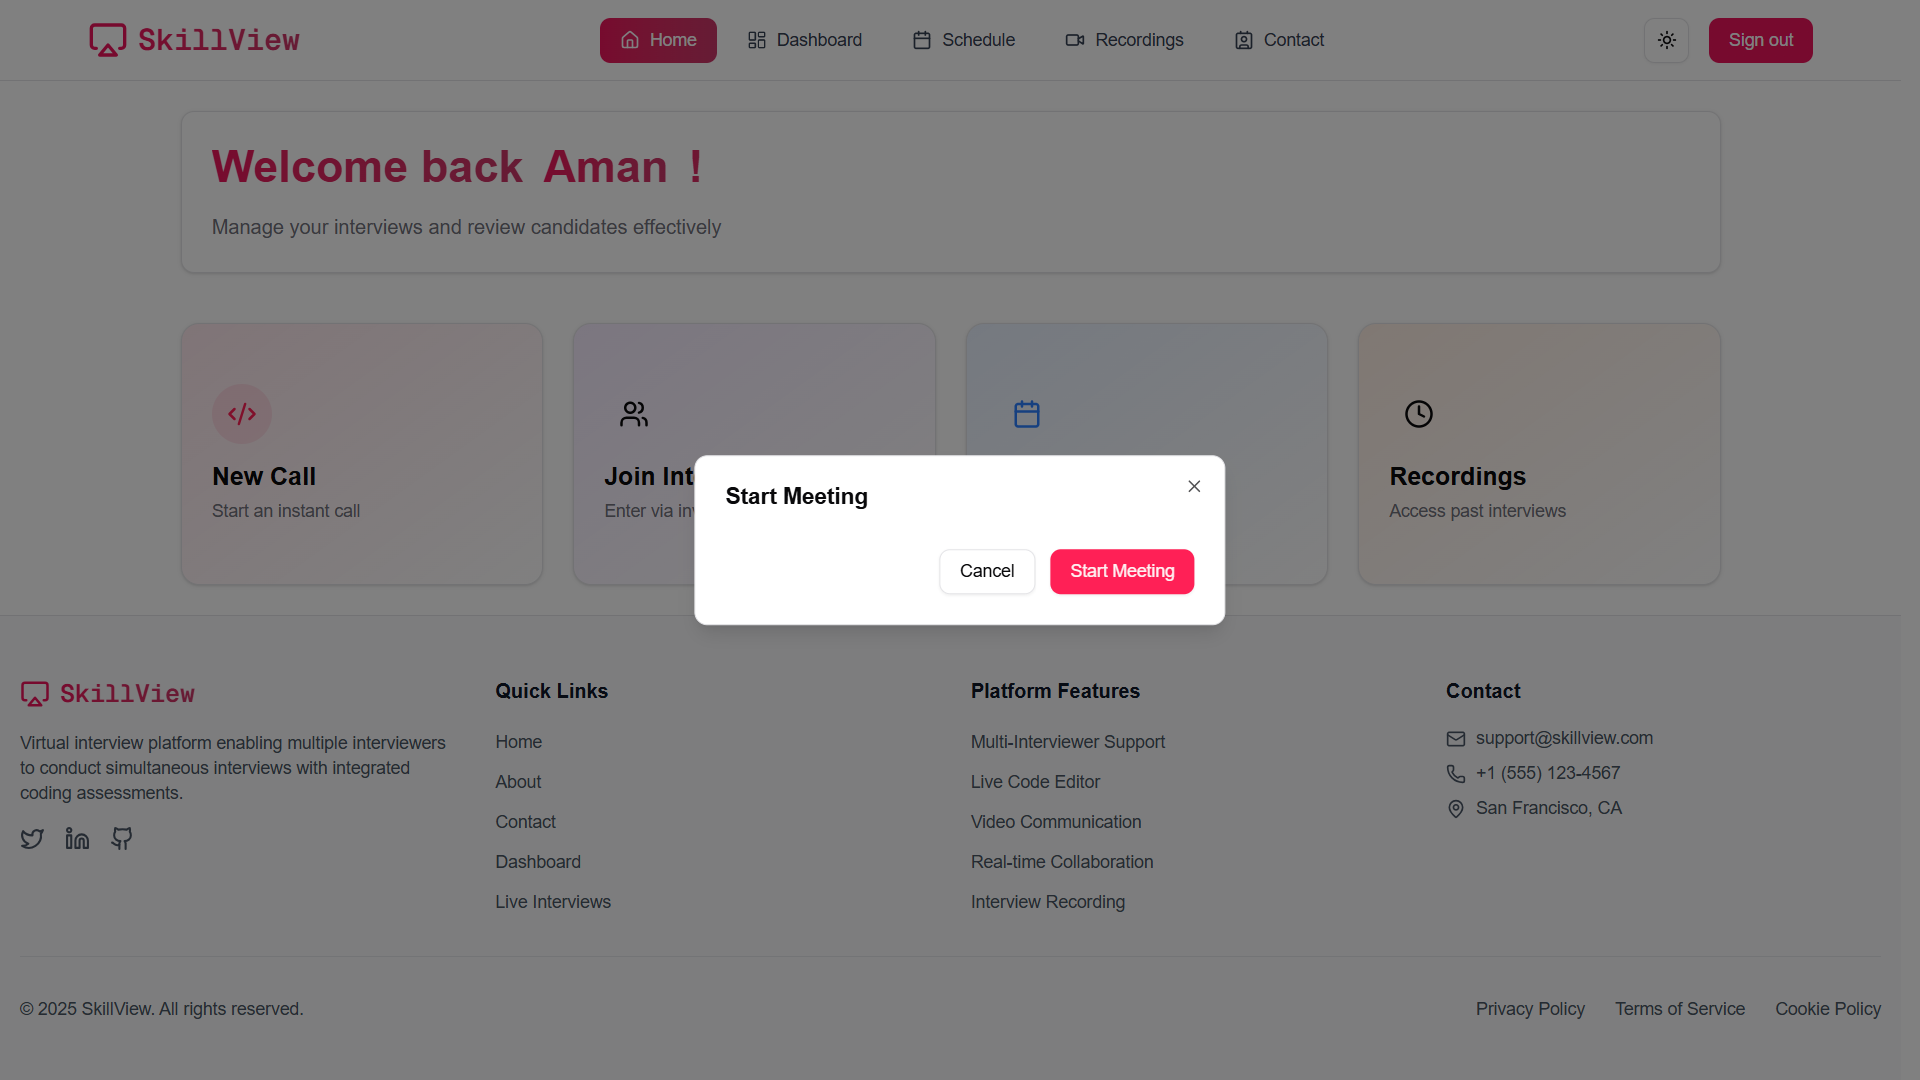 SkillView
Home
Dashboard
Schedule
Recordings
Contact
Sign out
Welcome back Aman !
Manage your interviews and review candidates effectively
New Call
Start an instant call
Join Int
Enter via in
Recordings
Access past interviews
Start Meeting
Cancel
Start Meeting
SkillView
Virtual interview platform enabling multiple interviewers
to conduct simultaneous interviews with integrated
coding assessments.
Quick Links
Home
About
Contact
Dashboard
Live Interviews
Platform Features
Multi-Interviewer Support
Live Code Editor
Video Communication
Real-time Collaboration
Interview Recording
Contact
support@skillview.com
+1 (555) 123-4567
San Francisco, CA
© 2025 SkillView. All rights reserved.
Privacy Policy
Terms of Service
Cookie Policy